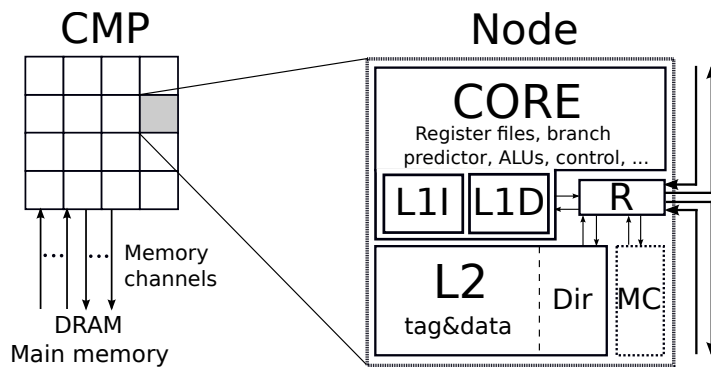 CMP
Node
CORE
Register files, branch
predictor, ALUs, control, ...
L1I
L1D
R
... ...
Memory
channels
L2
tag&data
Dir
MC
DRAM
Main memory